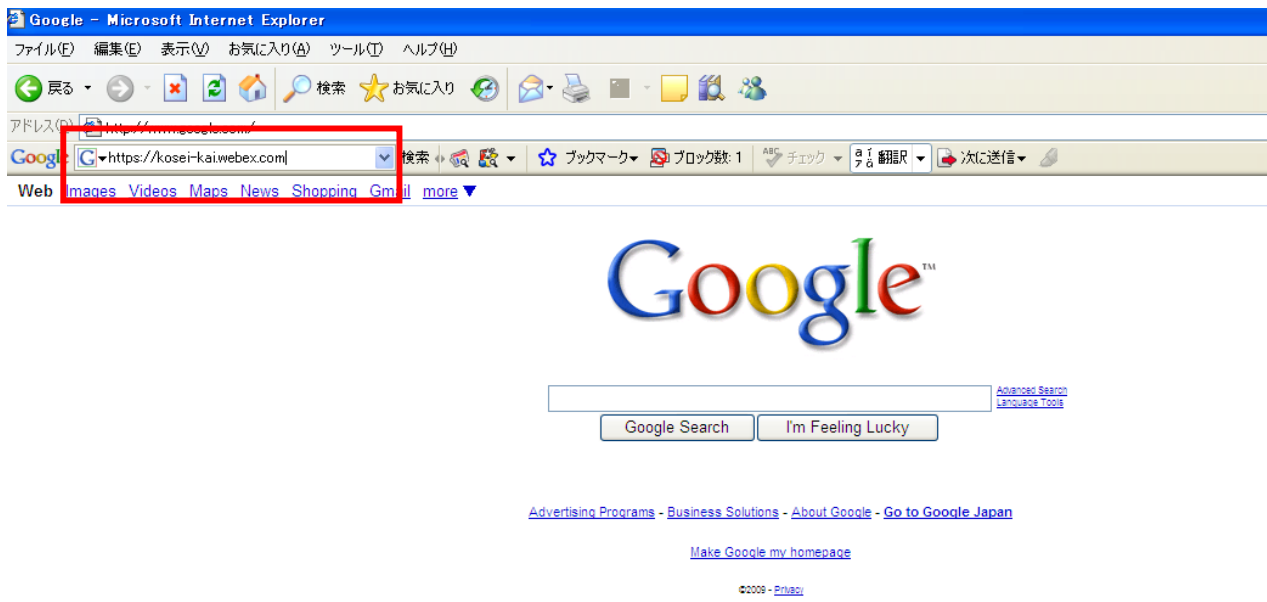 Google - Microsoft Internet Explorer
ファイル(F) 編集(E) 表示(V) お気に入り(A) ツール(T) ヘルプ(H)
戻る 検索 お気に入り
アドレス(D) http://www.google.com/
Google G https://kosei-kai.webex.com 検索 ブックマーク ブロック数: 1 ABC チェック 翻訳 次に送信
Web Images Videos Maps News Shopping Gmail more ▼
Google™
Advanced Search
Language Tools
Google Search I'm Feeling Lucky
Advertising Programs - Business Solutions - About Google - Go to Google Japan
Make Google my homepage
©2009 - Privacy